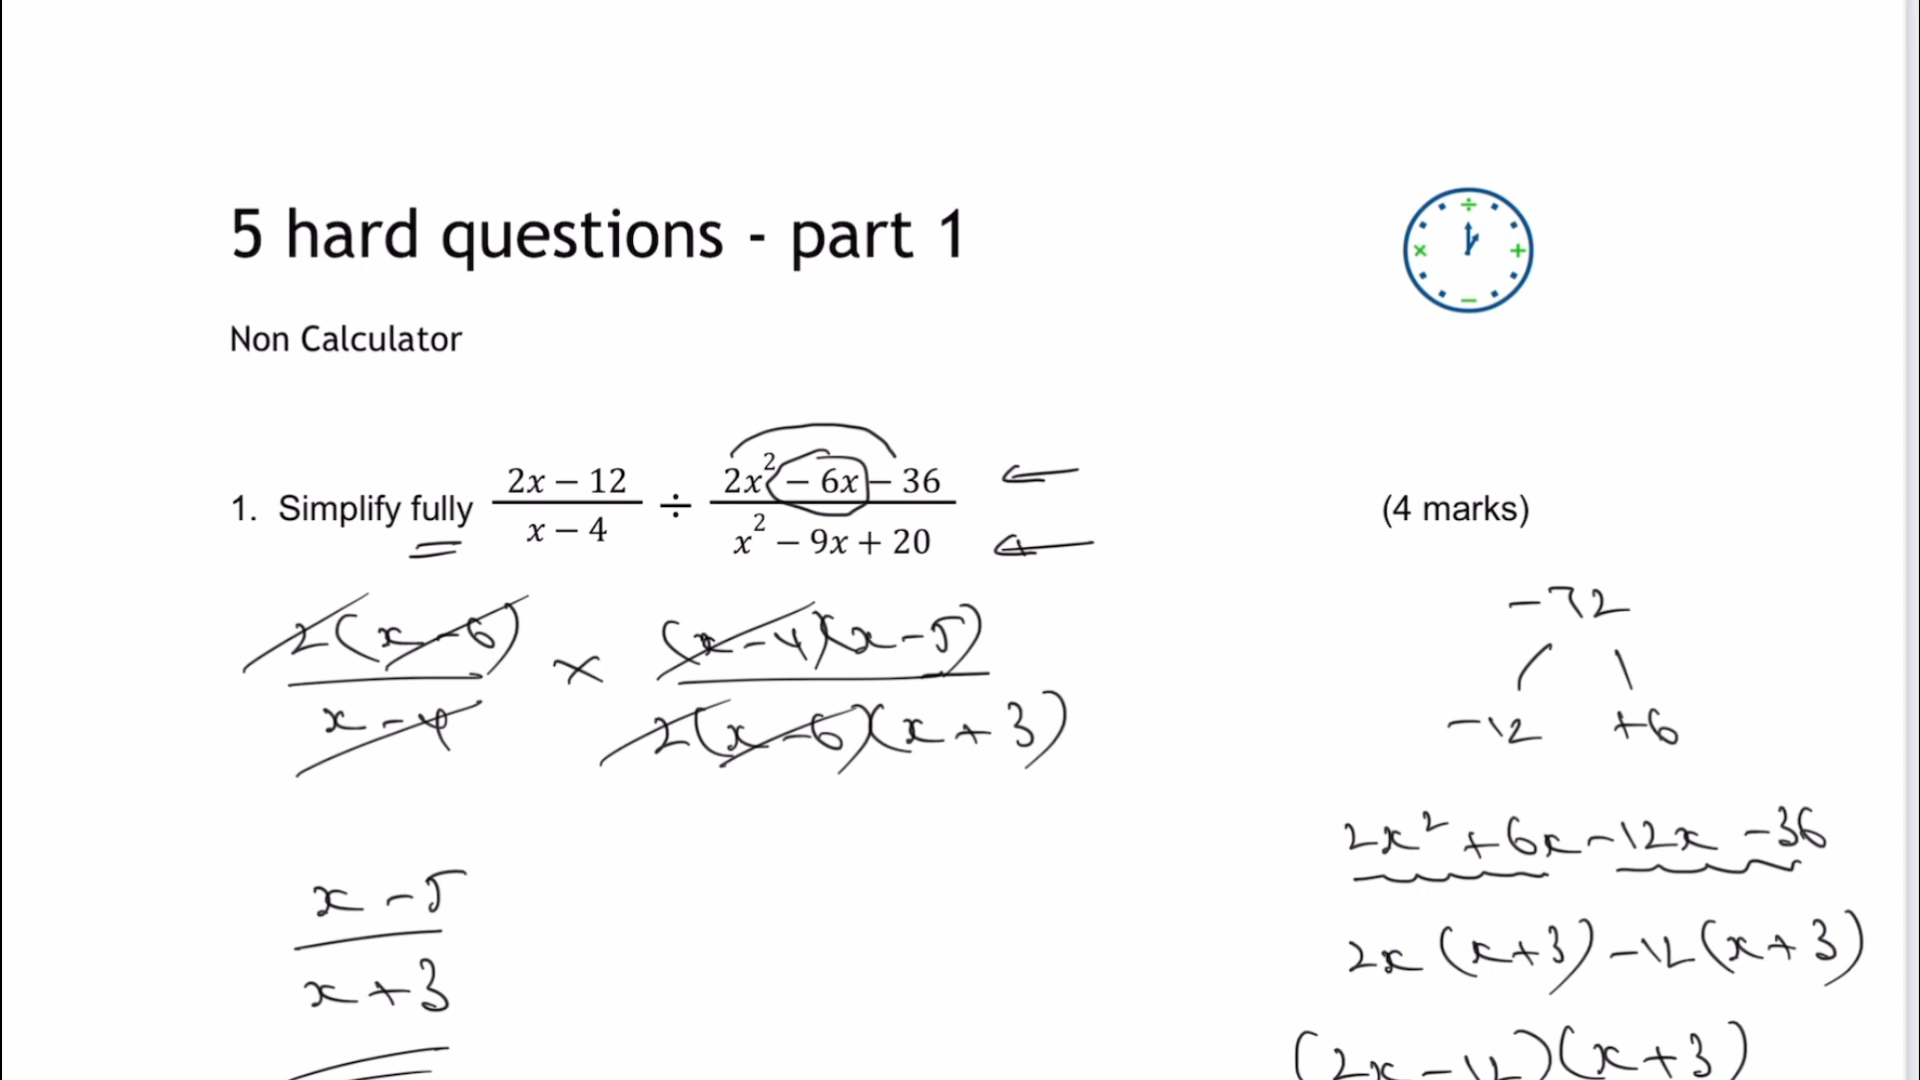 5 hard questions - part 1
Non Calculator
1. Simplify fully (2x − 12)/(x − 4) ÷ (2x² − 6x − 36)/(x² − 9x + 20) (4 marks)
2(x-6)/(x-4) × (x-4)(x-5)/(2(x-6)(x+3))
(x-5)/(x+3)
-72
-12 +6
2x² +6x -12x -36
2x (x+3) -12 (x+3)
(2x-12)(x+3)